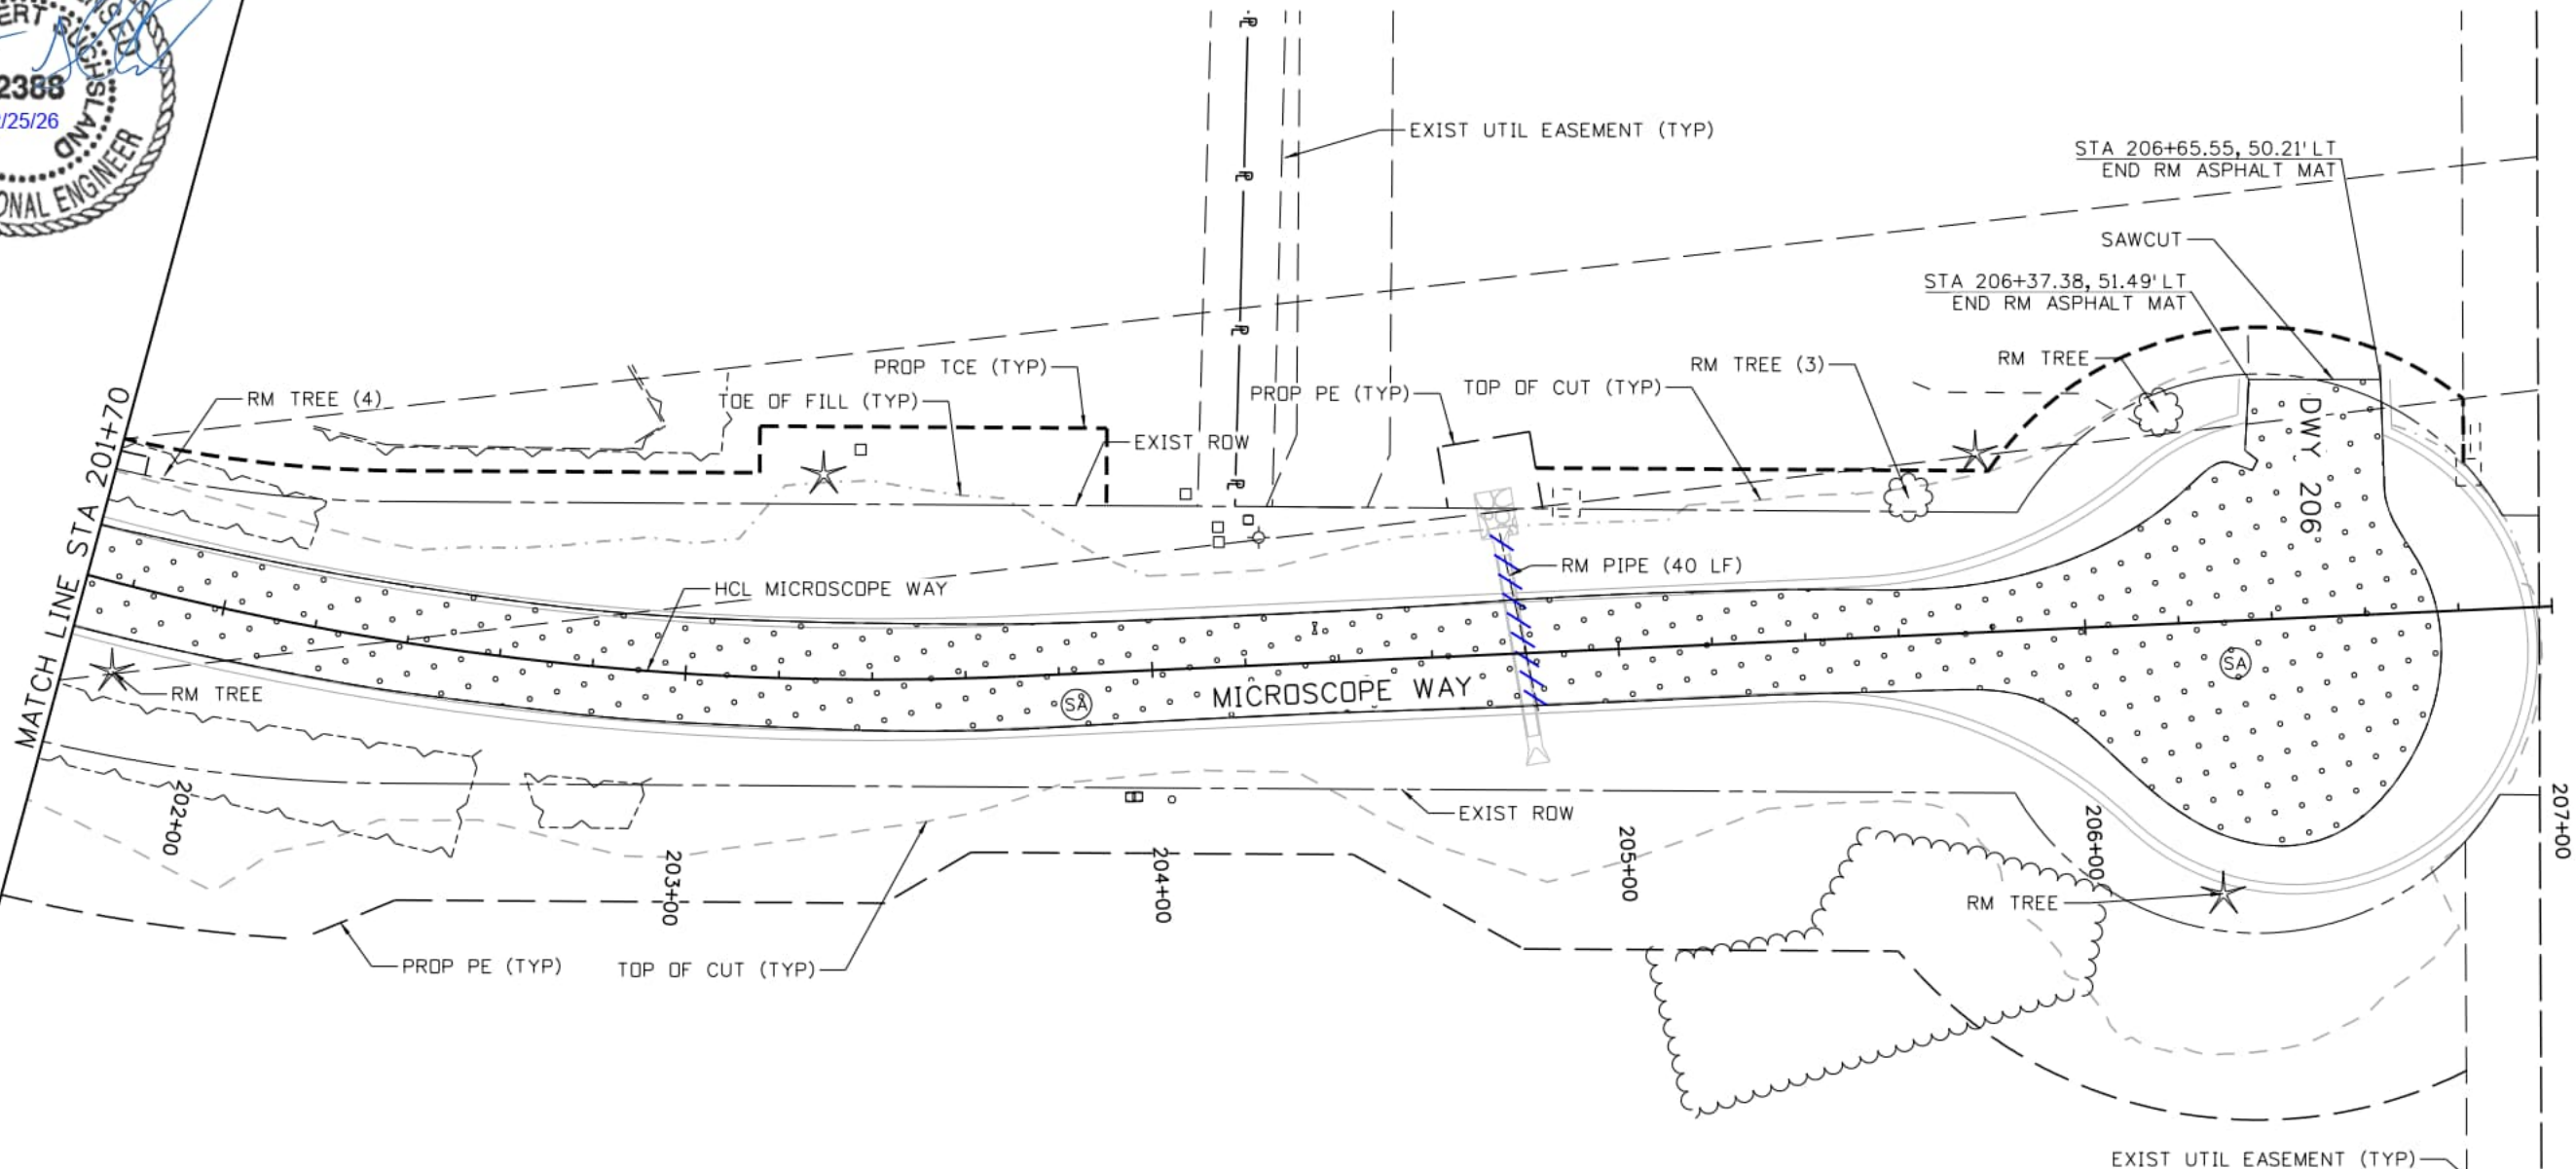 2388
/25/26
SUCHSLAND
ONAL ENGINEER
EXIST UTIL EASEMENT (TYP)
STA 206+65.55, 50.21' LT
END RM ASPHALT MAT
SAWCUT
STA 206+37.38, 51.49' LT
END RM ASPHALT MAT
RM TREE
RM TREE (3)
PROP TCE (TYP)
TOP OF CUT (TYP)
PROP PE (TYP)
RM TREE (4)
TOE OF FILL (TYP)
EXIST ROW
MATCH LINE STA 201+70
PL
PL
PL
PL
DWY 206
RM PIPE (40 LF)
HCL MICROSCOPE WAY
SA
RM TREE
MICROSCOPE WAY
SA
EXIST ROW
202+00
203+00
204+00
205+00
206+00
207+00
RM TREE
PROP PE (TYP)
TOP OF CUT (TYP)
EXIST UTIL EASEMENT (TYP)